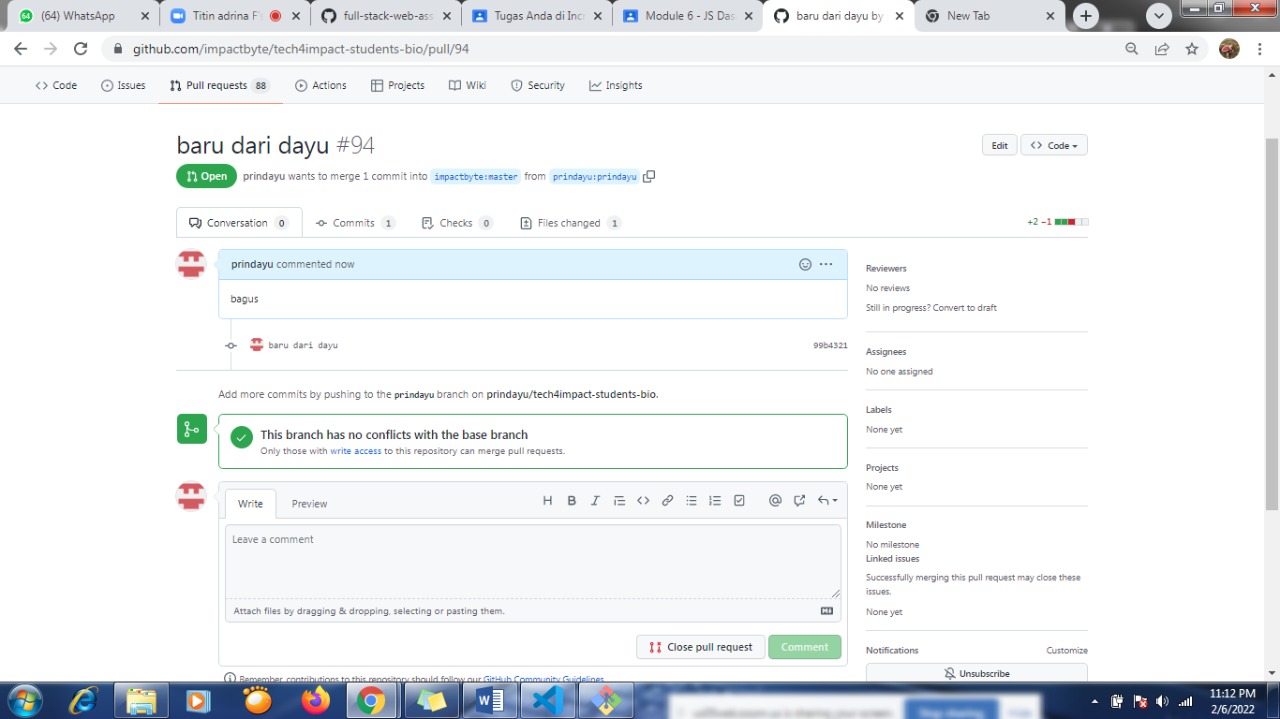 (64) WhatsApp
Titin adrina F's
full-stack-web-ass
Tugas Anda diteinc
Module 6 - JS Das
baru dari dayu by
New Tab
github.com/impactbyte/tech4impact-students-bio/pull/94
Code
Issues
Pull requests 88
Actions
Projects
Wiki
Security
Insights
baru dari dayu #94
Edit
Code
Open
prindayu wants to merge 1 commit into impactbyte:master from prindayu:prindayu
Conversation 0
Commits 1
Checks 0
Files changed 1
+2 −1
prindayu commented now
bagus
baru dari dayu
99b4321
Add more commits by pushing to the prindayu branch on prindayu/tech4impact-students-bio.
This branch has no conflicts with the base branch
Only those with write access to this repository can merge pull requests.
Write
Preview
Leave a comment
Attach files by dragging & dropping, selecting or pasting them.
Close pull request
Comment
Remember, contributions to this repository should follow our GitHub Community Guidelines.
Reviewers
No reviews
Still in progress? Convert to draft
Assignees
No one assigned
Labels
None yet
Projects
None yet
Milestone
No milestone
Linked issues
Successfully merging this pull request may close these
issues.
None yet
Notifications
Customize
Unsubscribe
Stop sharing
Hide
11:12 PM
2/6/2022